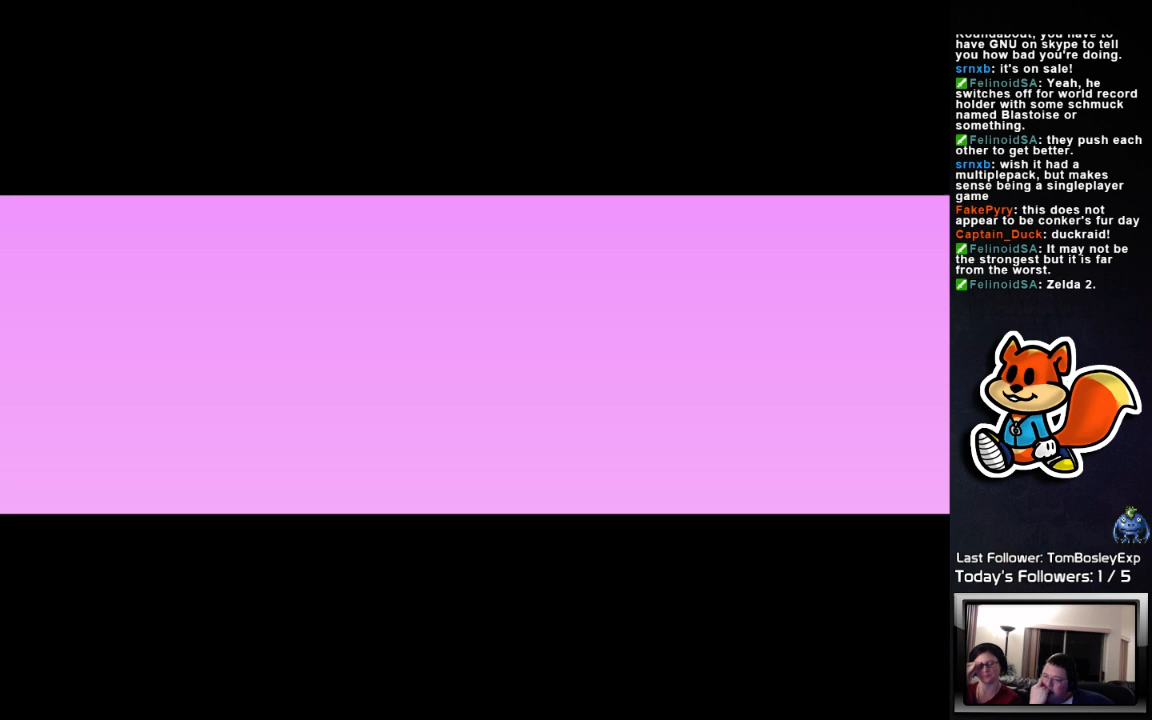 Roundabout, you have to
have GNU on skype to tell
you how bad you're doing.
srnxb: it's on sale!
FelinoidSA: Yeah, he
switches off for world record
holder with some schmuck
named Blastoise or
something.
FelinoidSA: they push each
other to get better.
srnxb: wish it had a
multiplepack, but makes
sense being a singleplayer
game
FakePyry: this does not
appear to be conker's fur day
Captain_Duck: duckraid!
FelinoidSA: It may not be
the strongest but it is far
from the worst.
FelinoidSA: Zelda 2.
Last Follower: TomBosleyExp
Today's Followers: 1 / 5